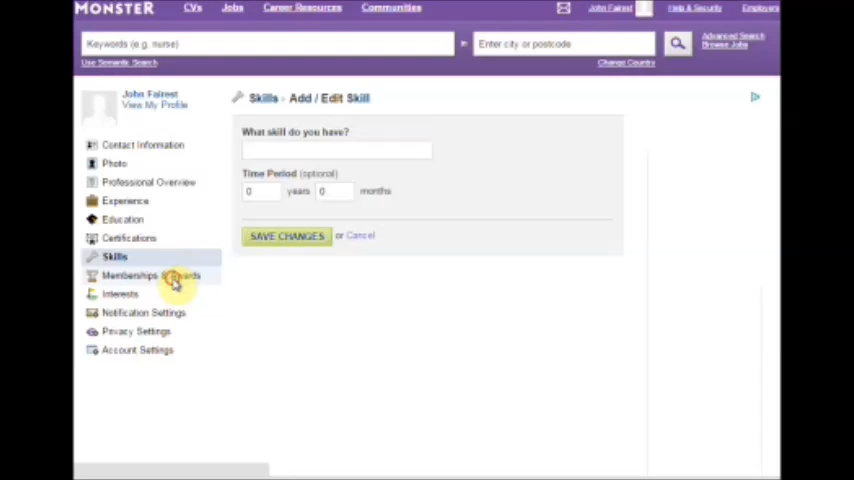 MONSTER CVs Jobs Career Resources Communities John Fairest Help & Security Employers
Keywords (e.g. nurse) in Enter city or postcode Advanced Search
Browse Jobs
Use Semantic Search Change Country
John Fairest
View My Profile
Skills › Add / Edit Skill
Contact Information
Photo
Professional Overview
Experience
Education
Certifications
Skills
Memberships & Awards
Interests
Notification Settings
Privacy Settings
Account Settings
What skill do you have?
Time Period (optional)
0 years 0 months
SAVE CHANGES or Cancel